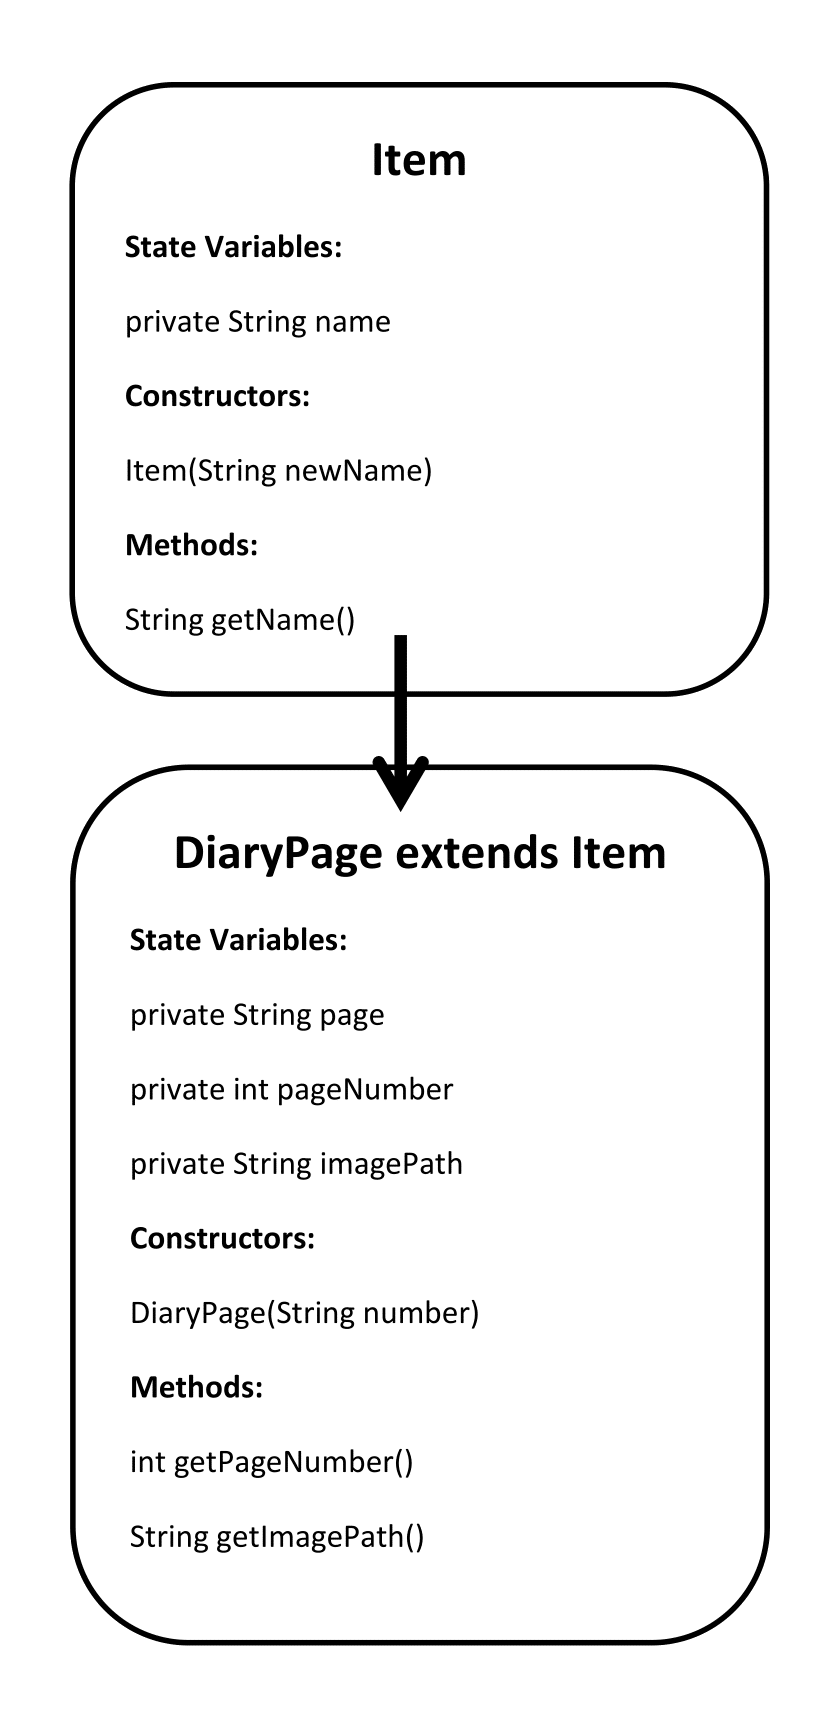 Item
State Variables:
private String name
Constructors:
Item(String newName)
Methods:
String getName()
DiaryPage extends Item
State Variables:
private String page
private int pageNumber
private String imagePath
Constructors:
DiaryPage(String number)
Methods:
int getPageNumber()
String getImagePath()